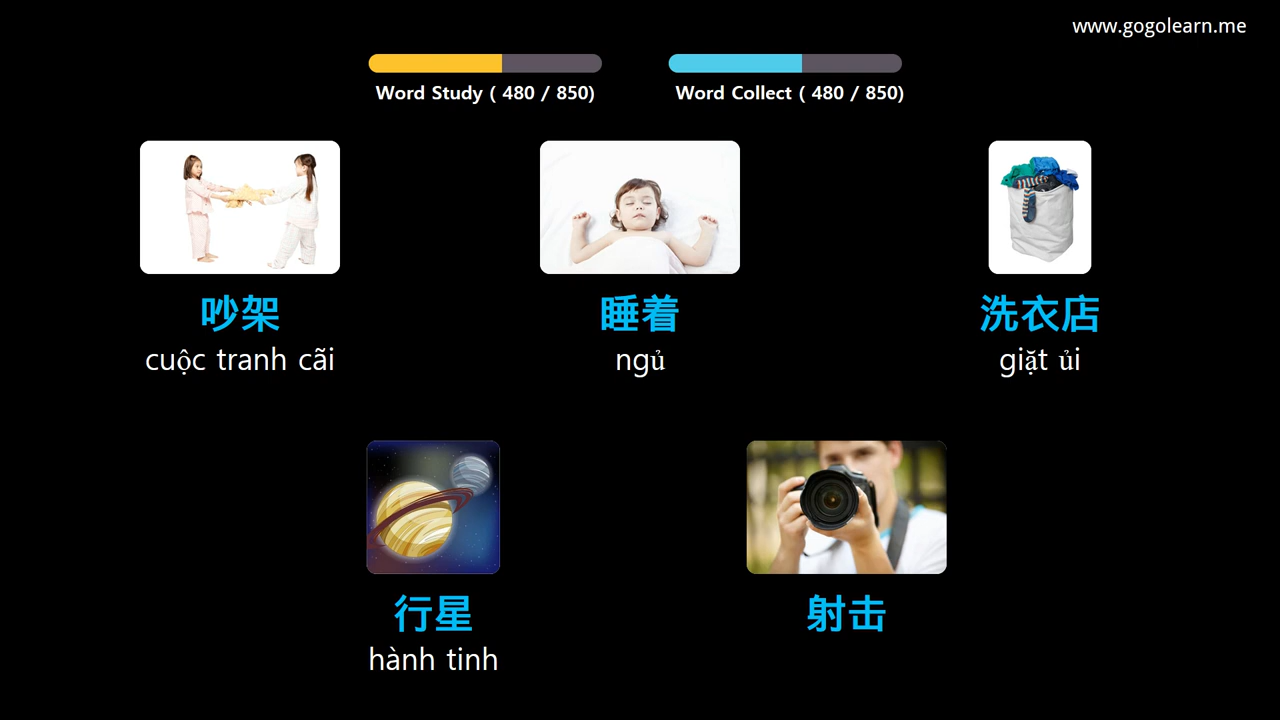 www.gogolearn.me
Word Study ( 480 / 850)
Word Collect ( 480 / 850)
吵架
cuộc tranh cãi
睡着
ngủ
洗衣店
giặt ủi
行星
hành tinh
射击